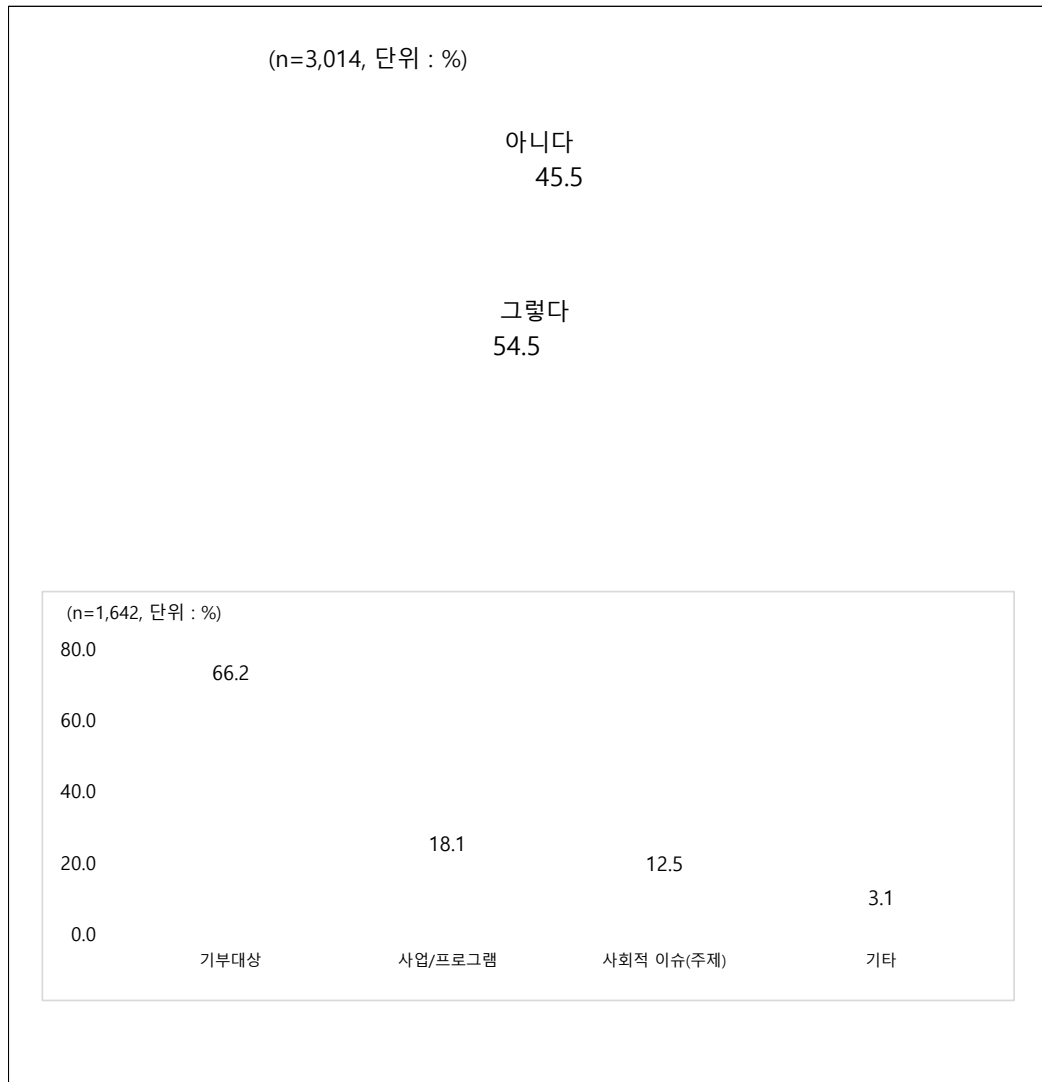 (n=3,014, 단위 : %)
아니다
45.5
그렇다
54.5
(n=1,642, 단위 : %)
80.0
66.2
60.0
40.0
18.1
20.0
12.5
3.1
0.0
기부대상 사업/프로그램 사회적 이슈(주제) 기타